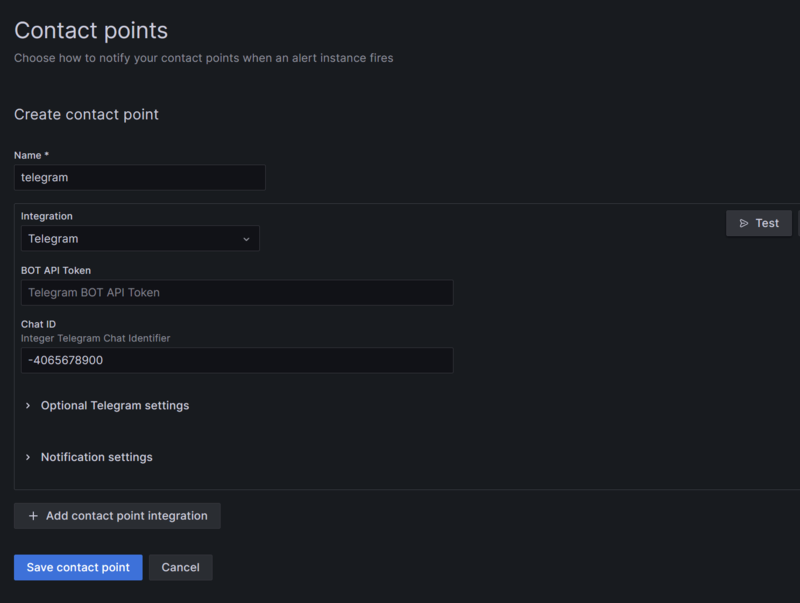 Contact points
Choose how to notify your contact points when an alert instance fires
Create contact point
Name *
telegram
Integration
Telegram
Test
BOT API Token
Telegram BOT API Token
Chat ID
Integer Telegram Chat Identifier
-4065678900
Optional Telegram settings
Notification settings
+ Add contact point integration
Save contact point
Cancel